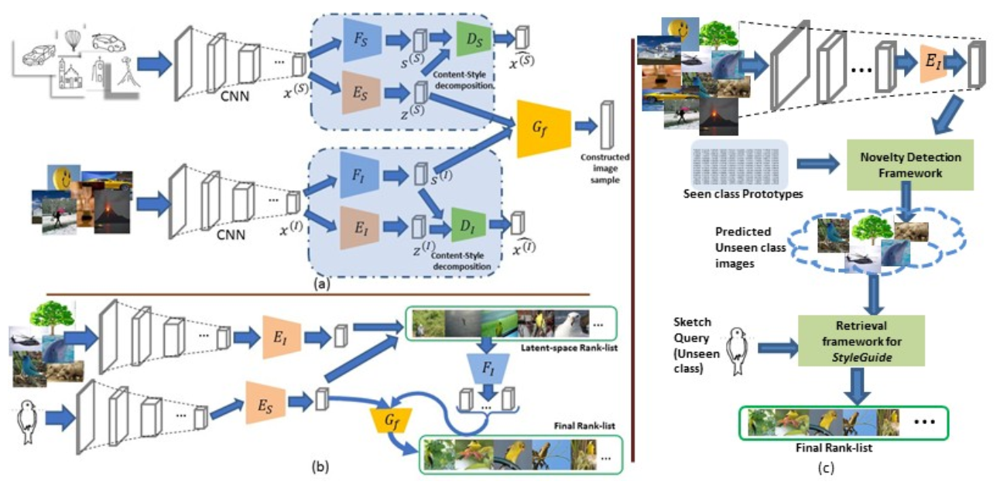 CNN
...
x^(S)
F_S
s^(S)
D_S
\widehat{x^{(S)}}
Content-Style
decomposition.
E_S
z^(S)
G_f
Constructed
image
sample
CNN
...
x^(I)
F_I
s^(I)
E_I
z^(I)
D_I
\widehat{x^{(I)}}
Content-Style
decomposition
(a)
...
E_I
...
Latent-space Rank-list
F_I
...
...
E_S
G_f
Final Rank-list
...
(b)
...
E_I
Novelty Detection
Framework
Seen class Prototypes
Predicted
Unseen class
images
Sketch
Query
(Unseen
class)
Retrieval
framework for
StyleGuide
...
Final Rank-list
(c)